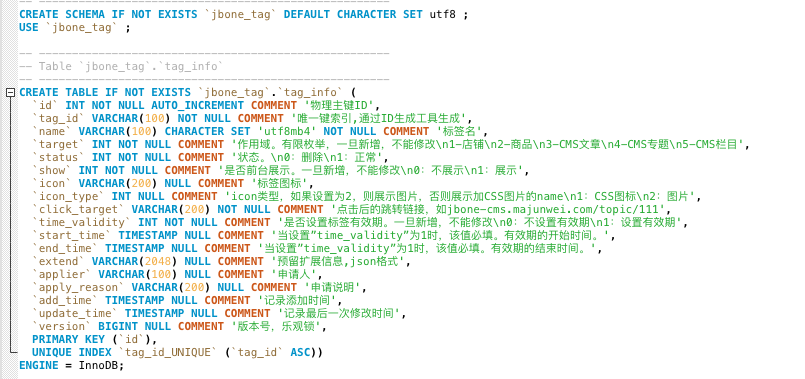 -- -----------------------------------------------------
CREATE SCHEMA IF NOT EXISTS `jbone_tag` DEFAULT CHARACTER SET utf8 ;
USE `jbone_tag` ;

-- -----------------------------------------------------
-- Table `jbone_tag`.`tag_info`
-- -----------------------------------------------------
CREATE TABLE IF NOT EXISTS `jbone_tag`.`tag_info` (
  `id` INT NOT NULL AUTO_INCREMENT COMMENT '物理主键ID',
  `tag_id` VARCHAR(100) NOT NULL COMMENT '唯一键索引,通过ID生成工具生成',
  `name` VARCHAR(100) CHARACTER SET 'utf8mb4' NOT NULL COMMENT '标签名',
  `target` INT NOT NULL COMMENT '作用域。有限枚举，一旦新增，不能修改\n1-店铺\n2-商品\n3-CMS文章\n4-CMS专题\n5-CMS栏目',
  `status` INT NOT NULL COMMENT '状态。\n0：删除\n1：正常',
  `show` INT NOT NULL COMMENT '是否前台展示。一旦新增，不能修改\n0：不展示\n1：展示',
  `icon` VARCHAR(200) NULL COMMENT '标签图标',
  `icon_type` INT NULL COMMENT 'icon类型，如果设置为2，则展示图片，否则展示加CSS图片的name\n1：CSS图标\n2：图片',
  `click_target` VARCHAR(200) NOT NULL COMMENT '点击后的跳转链接，如jbone-cms.majunwei.com/topic/111',
  `time_validity` INT NOT NULL COMMENT '是否设置标签有效期。一旦新增，不能修改\n0：不设置有效期\n1：设置有效期',
  `start_time` TIMESTAMP NULL COMMENT '当设置“time_validity”为1时，该值必填。有效期的开始时间。',
  `end_time` TIMESTAMP NULL COMMENT '当设置“time_validity”为1时，该值必填。有效期的结束时间。',
  `extend` VARCHAR(2048) NULL COMMENT '预留扩展信息,json格式',
  `applier` VARCHAR(100) NULL COMMENT '申请人',
  `apply_reason` VARCHAR(200) NULL COMMENT '申请说明',
  `add_time` TIMESTAMP NULL COMMENT '记录添加时间',
  `update_time` TIMESTAMP NULL COMMENT '记录最后一次修改时间',
  `version` BIGINT NULL COMMENT '版本号，乐观锁',
  PRIMARY KEY (`id`),
  UNIQUE INDEX `tag_id_UNIQUE` (`tag_id` ASC))
ENGINE = InnoDB;